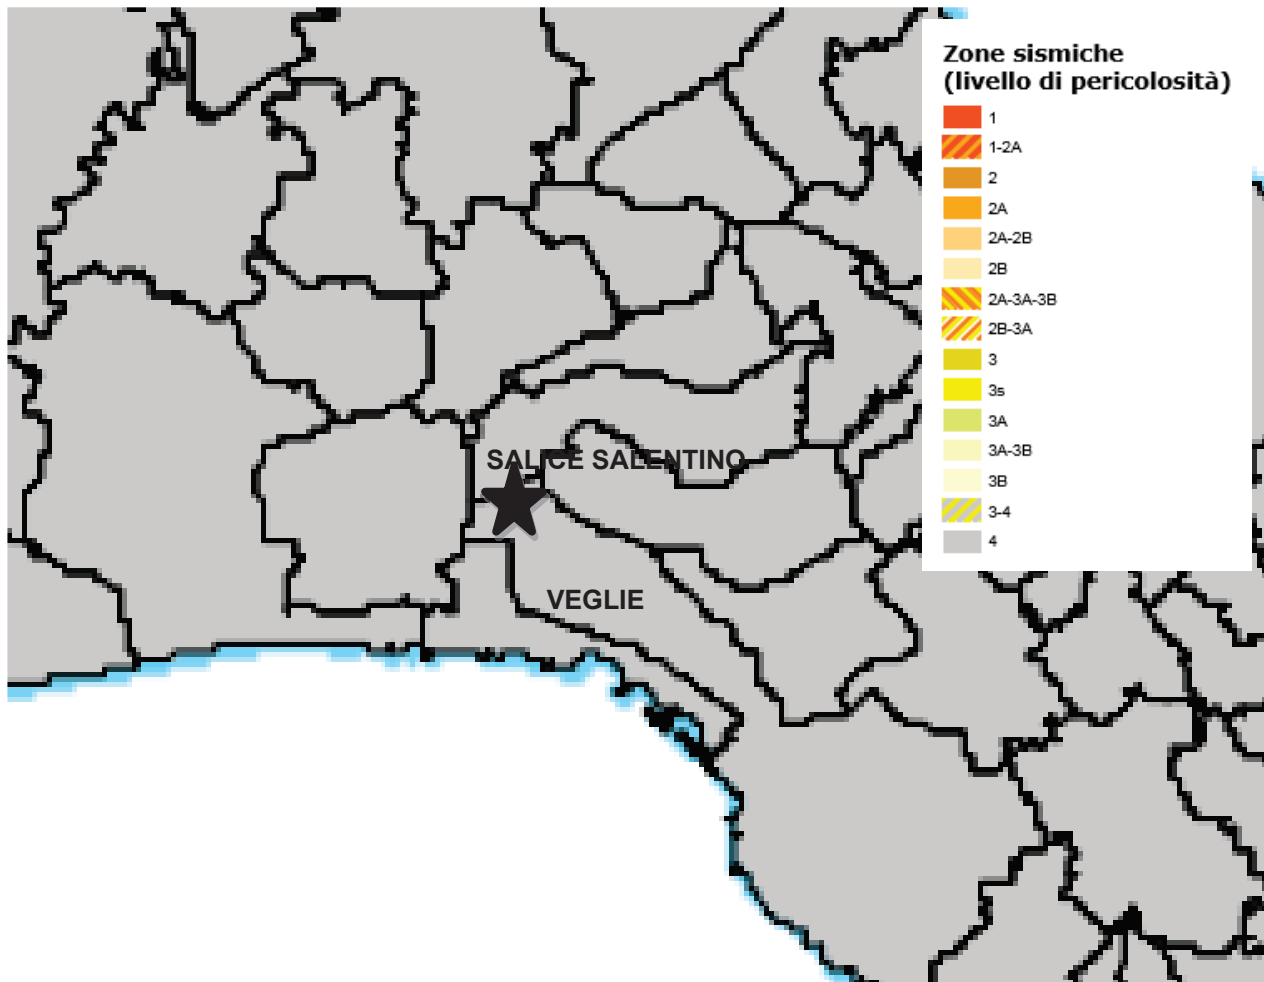 Zone sismiche
(livello di pericolosità)
1
1-2A
2
2A
2A-2B
2B
2A-3A-3B
2B-3A
3
3s
3A
3A-3B
3B
3-4
4
SALICE SALENTINO
VEGLIE